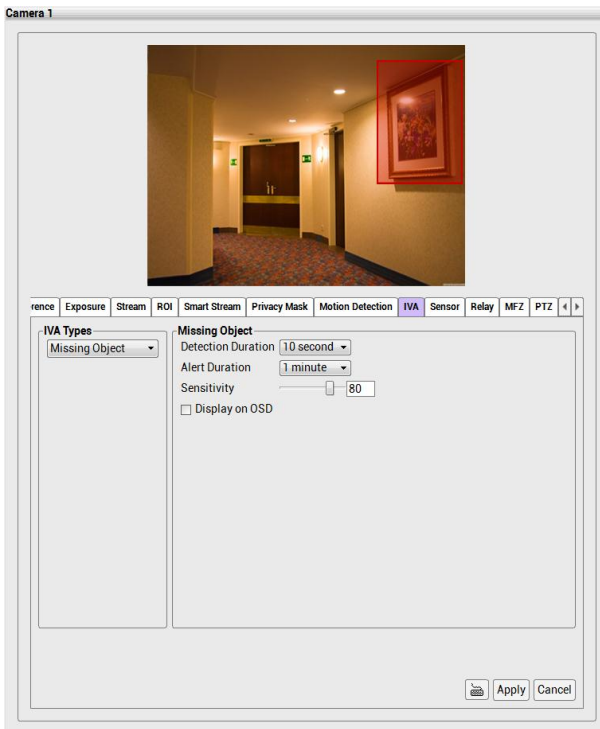 Camera 1
rence Exposure Stream ROI Smart Stream Privacy Mask Motion Detection IVA Sensor Relay MFZ PTZ
IVA Types
Missing Object
Missing Object
Detection Duration 10 second
Alert Duration 1 minute
Sensitivity 80
Display on OSD
Apply Cancel